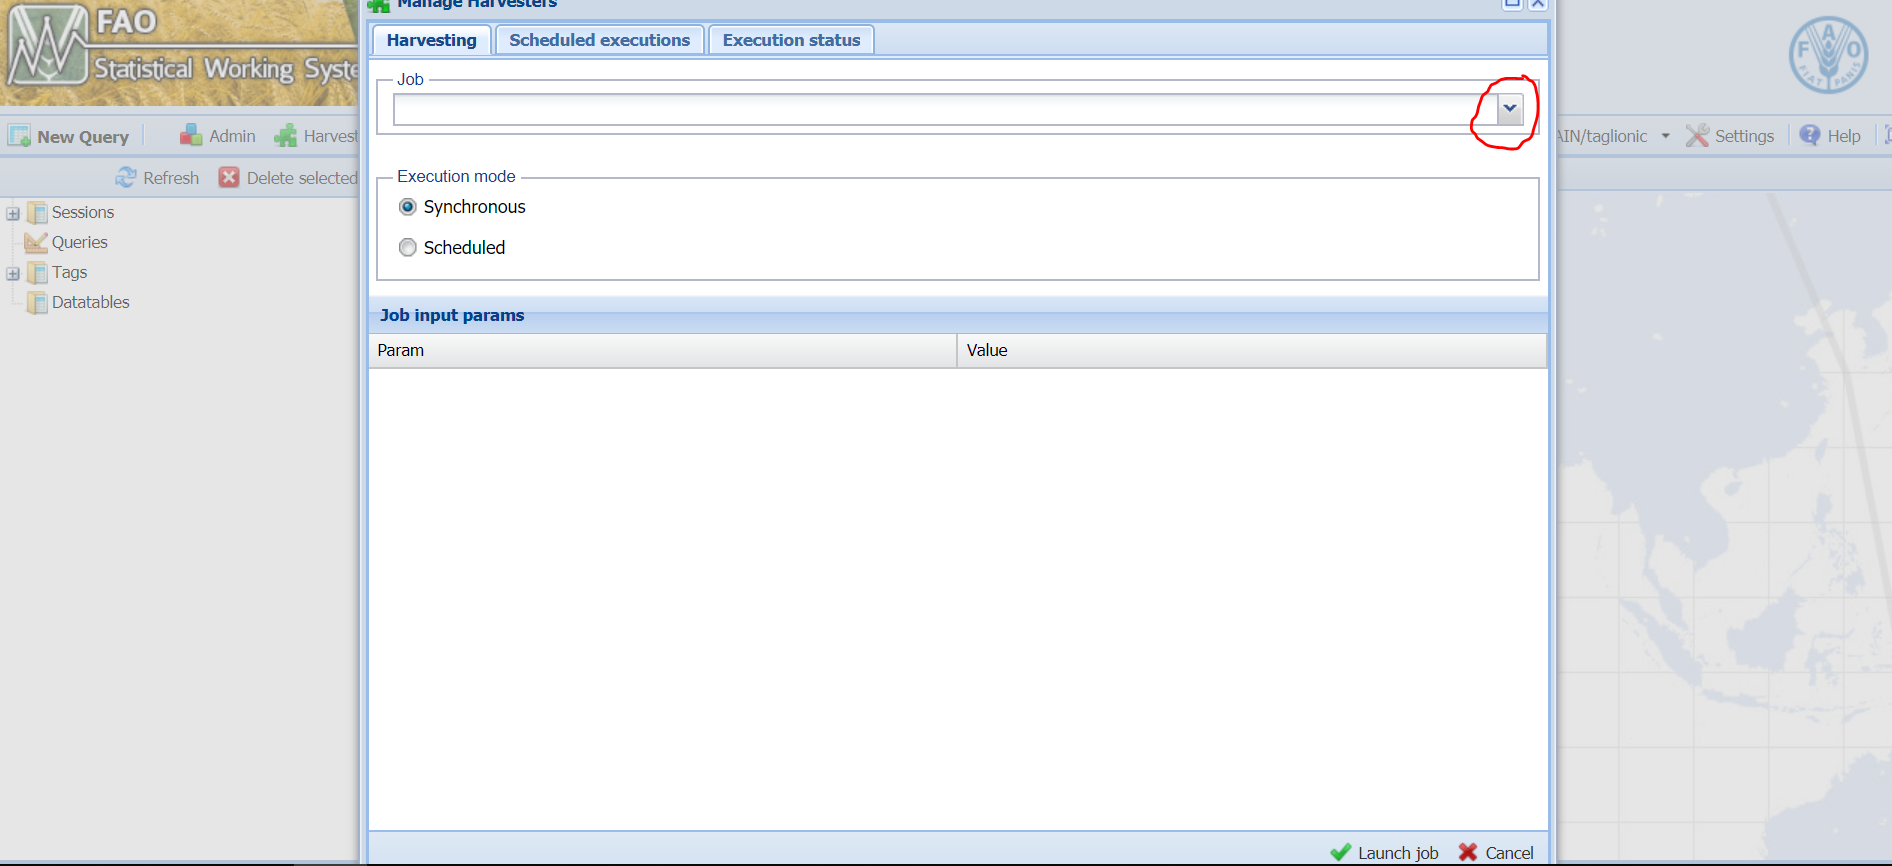 FAO
Statistical Working Syste
Manage Harvesters
Harvesting
Scheduled executions
Execution status
Job
FAO
FIAT PANIS
New Query
Admin
Harvest
AIN/taglionic
Settings
Help
Refresh
Delete selected
Execution mode
Synchronous
Scheduled
Sessions
Queries
Tags
Datatables
Job input params
Param
Value
Launch job
Cancel